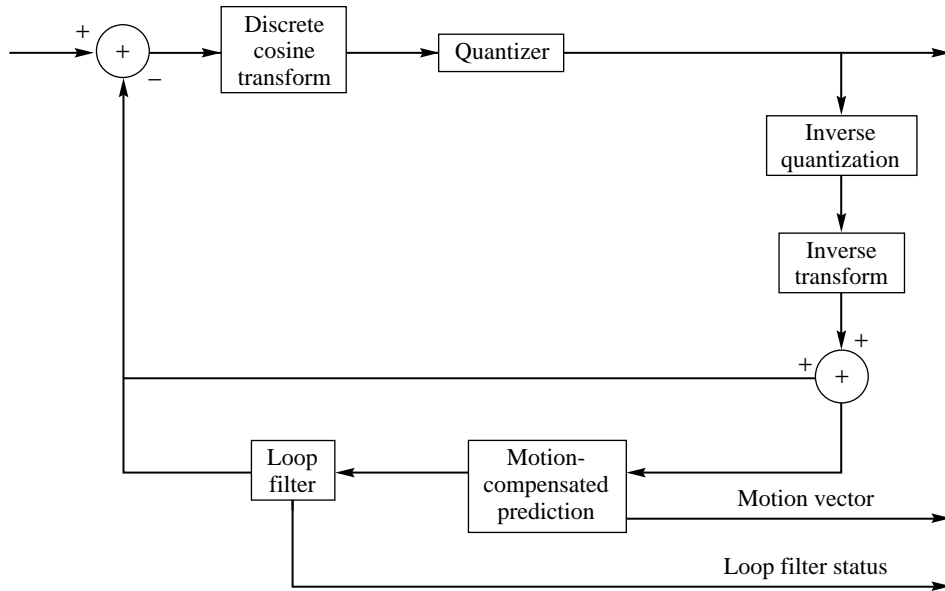 +
+
−
Discrete
cosine
transform
Quantizer
Inverse
quantization
Inverse
transform
+
+
+
Loop
filter
Motion-
compensated
prediction
Motion vector
Loop filter status